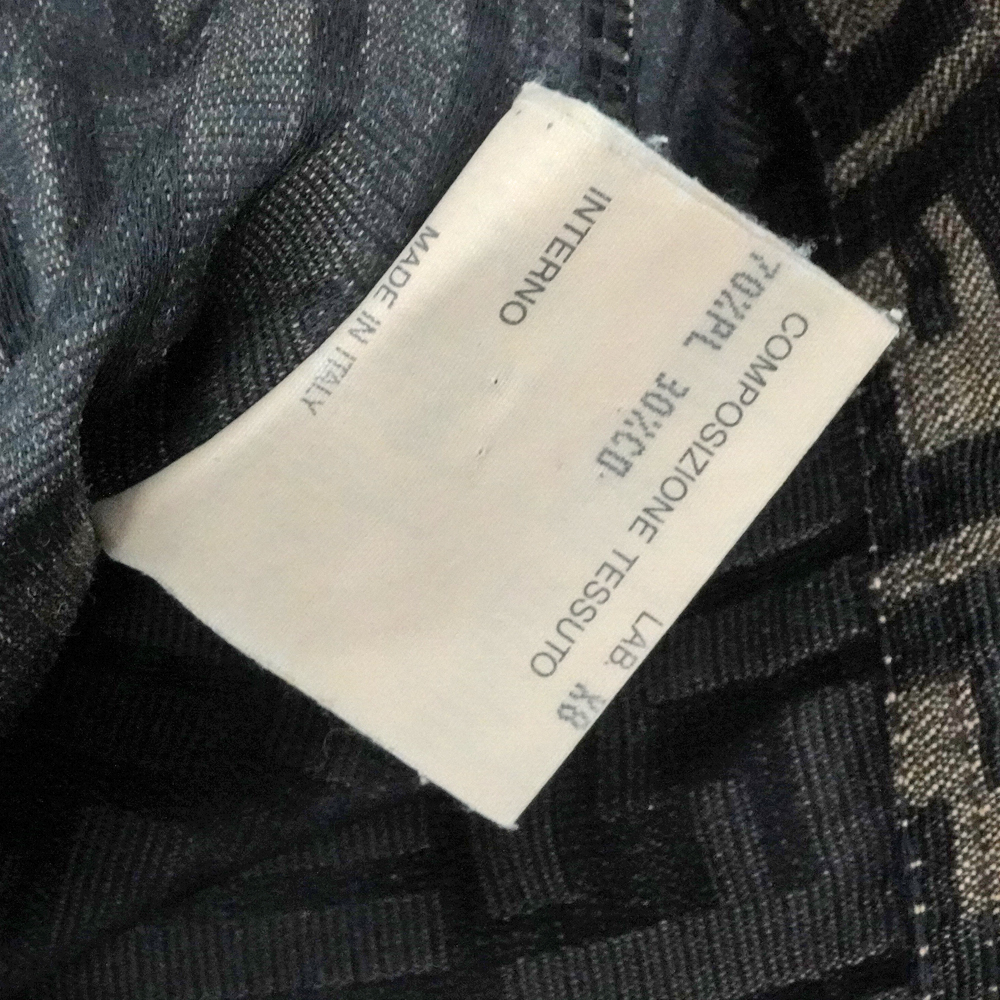 LAB. X8
COMPOSIZIONE TESSUTO
70%PL 30%CO
INTERNO
MADE IN ITALY